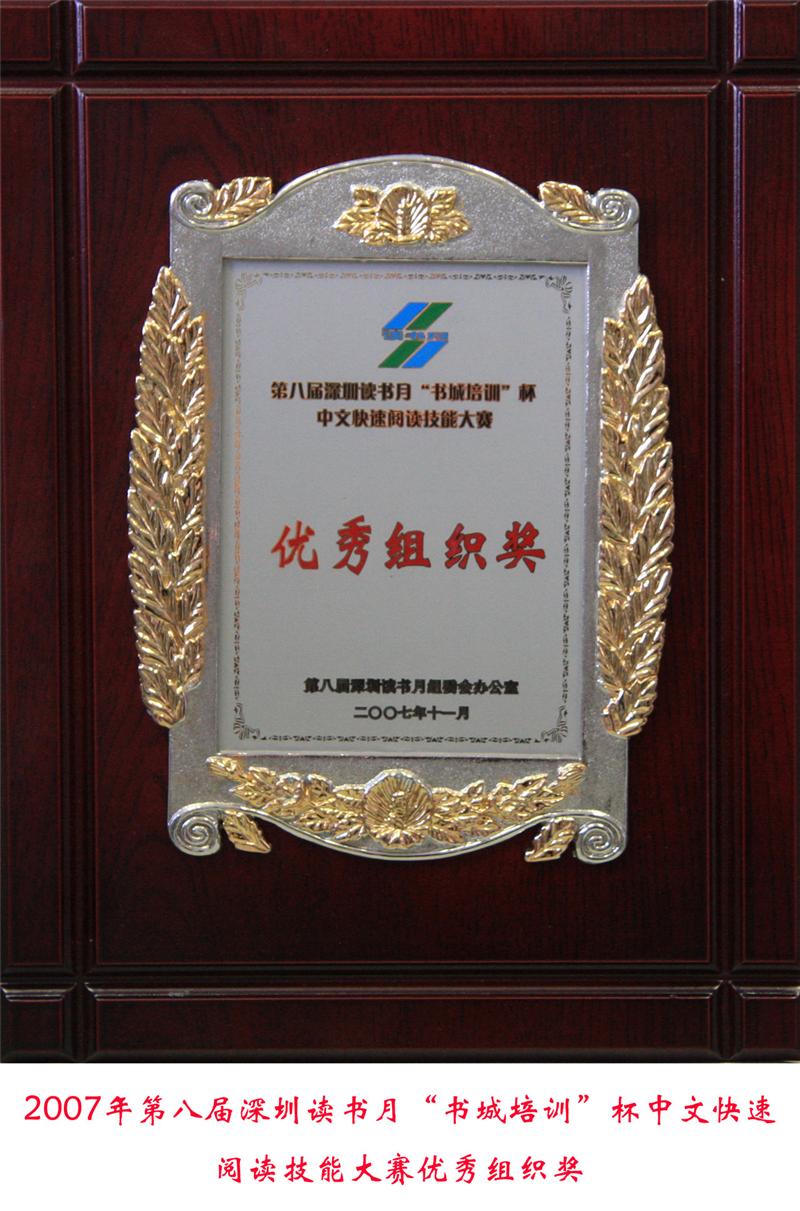 第八届深圳读书月“书城培训”杯
中文快速阅读技能大赛
优秀组织奖
第八届深圳读书月组委会办公室
二〇〇七年十一月
2007年第八届深圳读书月“书城培训”杯中文快速
阅读技能大赛优秀组织奖